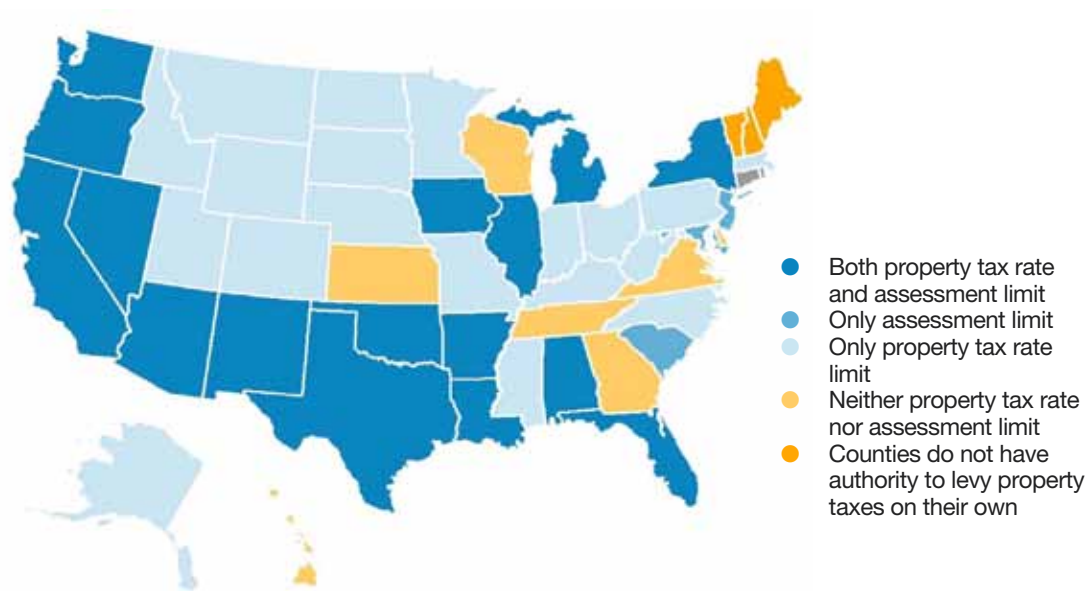 Both property tax rate
and assessment limit
Only assessment limit
Only property tax rate
limit
Neither property tax rate
nor assessment limit
Counties do not have
authority to levy property
taxes on their own